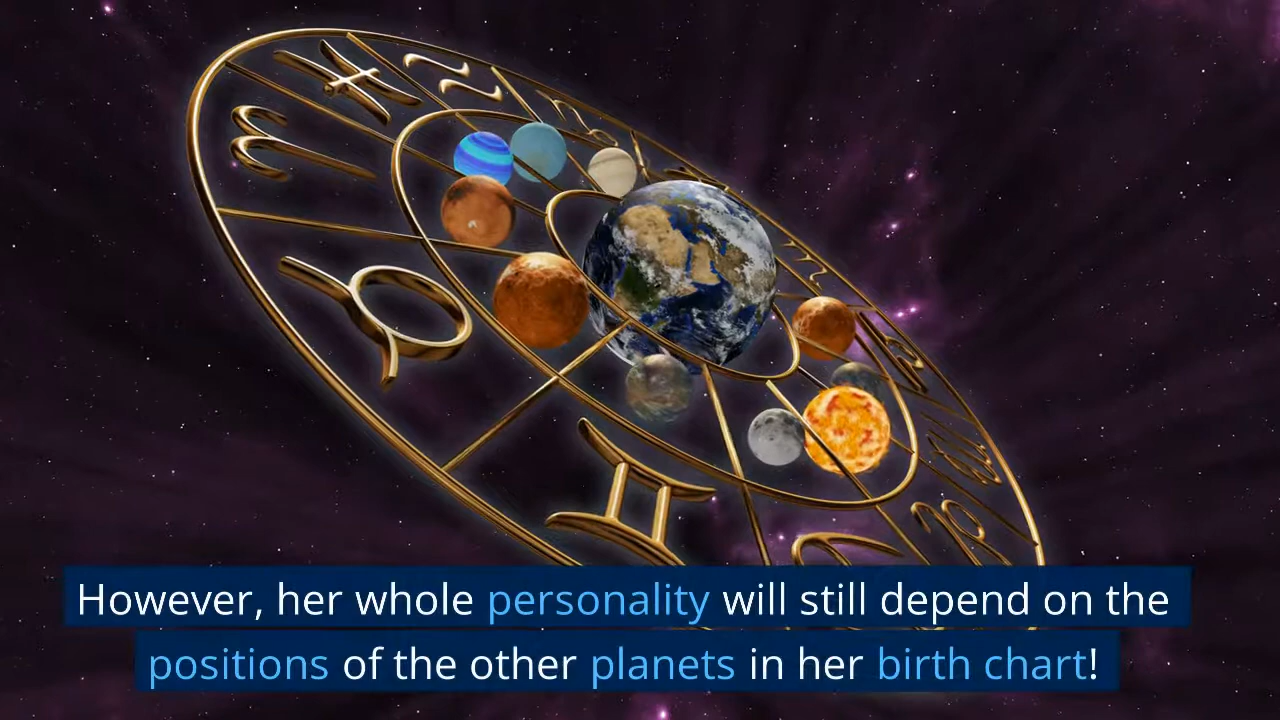 However, her whole personality will still depend on the
positions of the other planets in her birth chart!